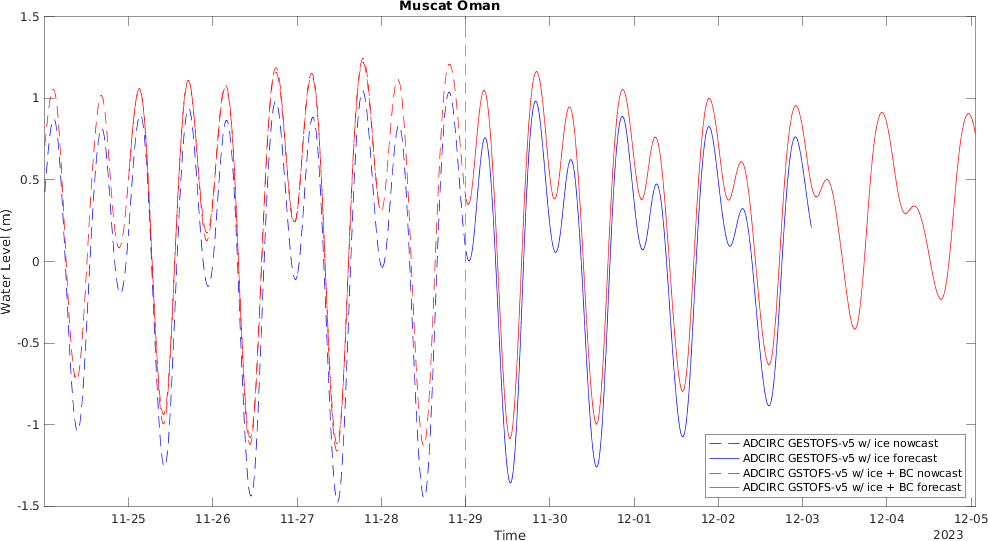 Muscat Oman
1.5
1
0.5
0
-0.5
-1
-1.5
Water Level (m)
11-25 11-26 11-27 11-28 11-29 11-30 12-01 12-02 12-03 12-04 12-05
Time
2023
ADCIRC GESTOFS-v5 w/ ice nowcast
ADCIRC GESTOFS-v5 w/ ice forecast
ADCIRC GSTOFS-v5 w/ ice + BC nowcast
ADCIRC GSTOFS-v5 w/ ice + BC forecast